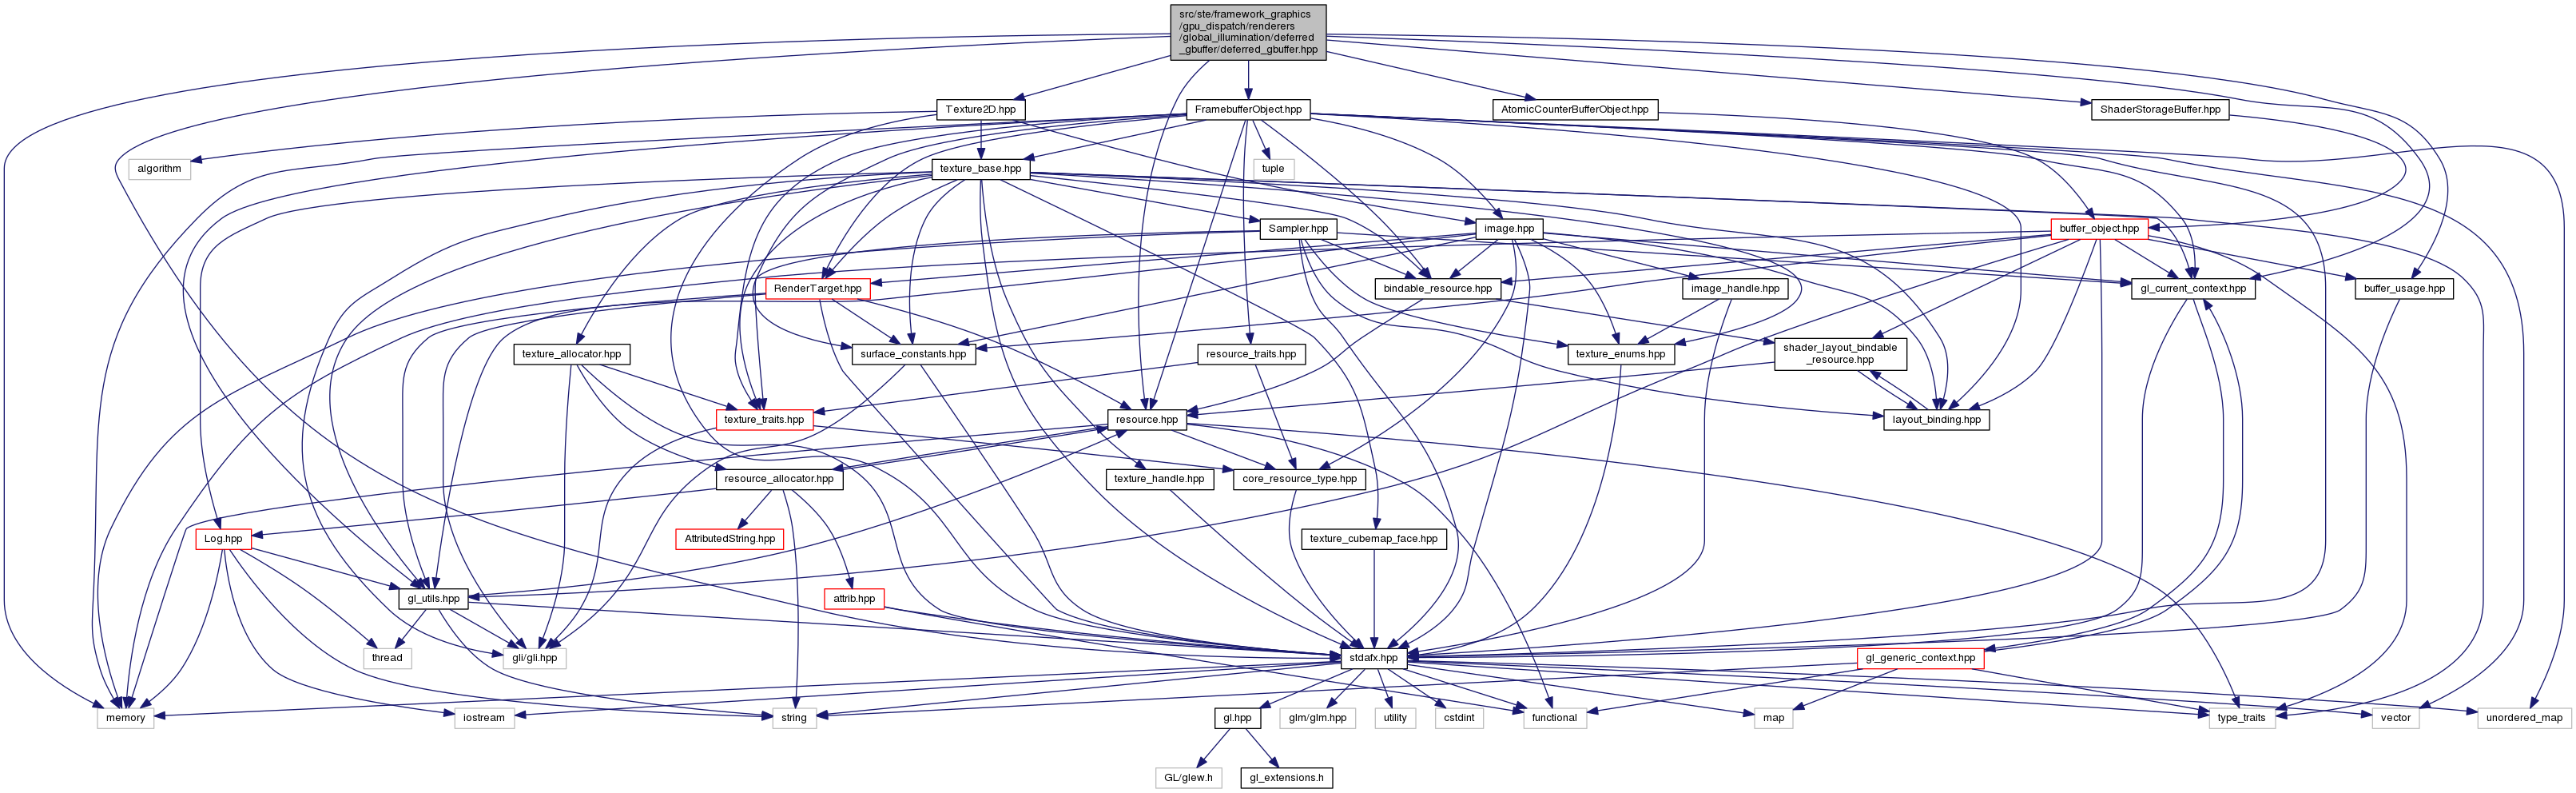 src/ste/framework_graphics
/gpu_dispatch/renderers
/global_illumination/deferred
_gbuffer/deferred_gbuffer.hpp
Texture2D.hpp
FramebufferObject.hpp
AtomicCounterBufferObject.hpp
ShaderStorageBuffer.hpp
algorithm
texture_base.hpp
tuple
Sampler.hpp
image.hpp
buffer_object.hpp
RenderTarget.hpp
bindable_resource.hpp
image_handle.hpp
gl_current_context.hpp
buffer_usage.hpp
texture_allocator.hpp
surface_constants.hpp
resource_traits.hpp
texture_enums.hpp
shader_layout_bindable
_resource.hpp
texture_traits.hpp
resource.hpp
layout_binding.hpp
resource_allocator.hpp
texture_handle.hpp
core_resource_type.hpp
Log.hpp
AttributedString.hpp
texture_cubemap_face.hpp
gl_utils.hpp
attrib.hpp
thread
gli/gli.hpp
stdafx.hpp
gl_generic_context.hpp
memory
iostream
string
gl.hpp
glm/glm.hpp
utility
cstdint
functional
map
type_traits
vector
unordered_map
GL/glew.h
gl_extensions.h